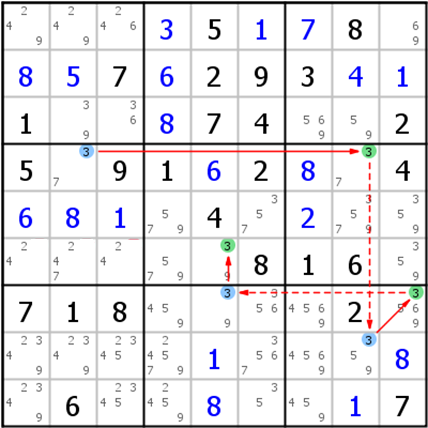 2 2 2
4 4 4 6 3 5 1 7 8 6
9 9 9
8 5 7 6 2 9 3 4 1
3 3
1 6 8 7 4 5 6 5 2
9 9 9
3 3
5 9 1 6 2 8 4
7 7
3 3 3
6 8 1 5 4 5 2 5 5
7 9 7 7 9 9
2 2 2 3 3
4 4 4 5 8 1 6 5
7 7 9 9 9
3 3 3
7 1 8 4 5 5 6 4 5 6 2 5 6
9 9 9 9
2 3 2 3 2 3 2 3 3
4 4 4 5 4 5 1 5 6 4 5 6 5 8
9 9 7 7 9 7 9 9
2 3 2 3 2 3
4 6 4 5 4 5 8 5 4 5 1 7
9 9 9